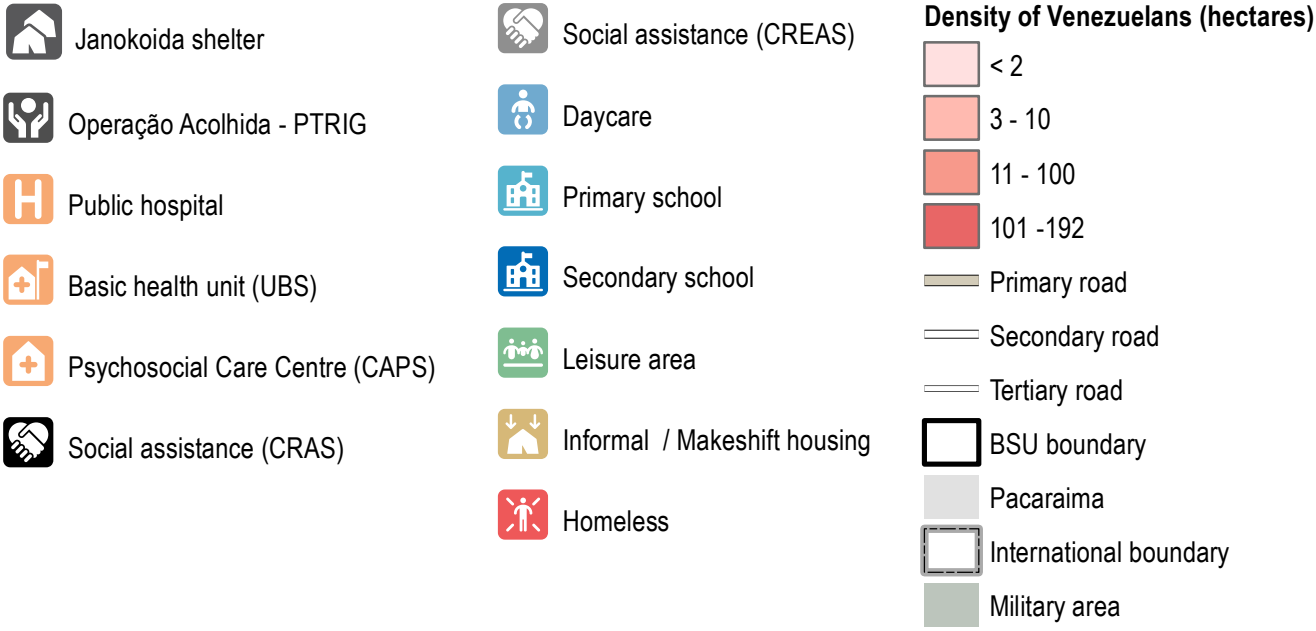 Janokoida shelter
Operação Acolhida - PTRIG
Public hospital
Basic health unit (UBS)
Psychosocial Care Centre (CAPS)
Social assistance (CRAS)
Social assistance (CREAS)
Daycare
Primary school
Secondary school
Leisure area
Informal / Makeshift housing
Homeless
Density of Venezuelans (hectares)
< 2
3 - 10
11 - 100
101 -192
Primary road
Secondary road
Tertiary road
BSU boundary
Pacaraima
International boundary
Military area